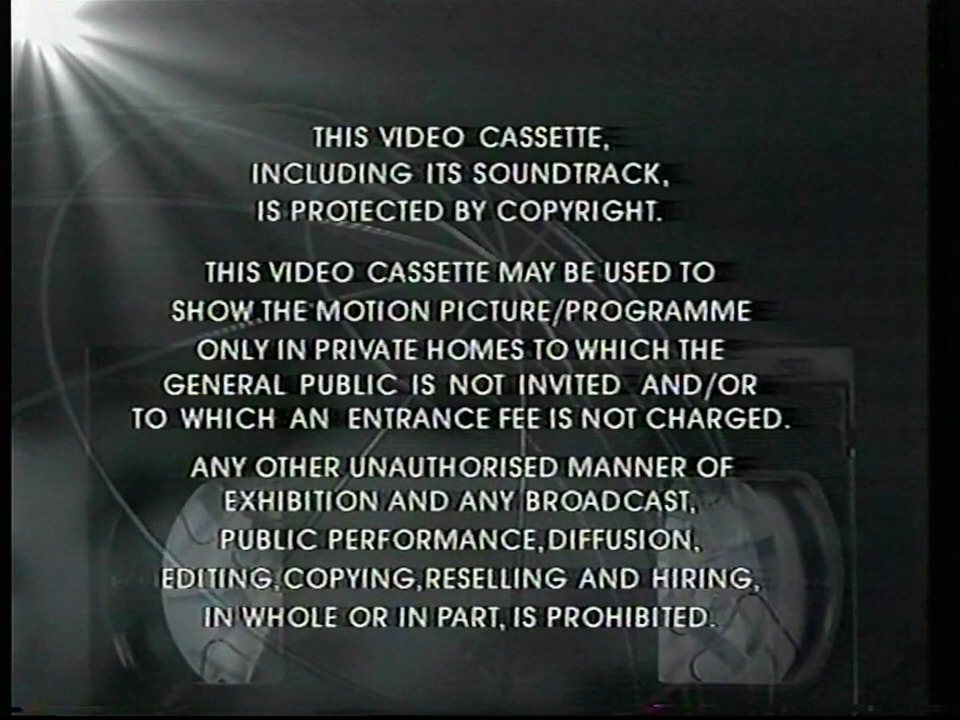 THIS VIDEO CASSETTE,
INCLUDING ITS SOUNDTRACK,
IS PROTECTED BY COPYRIGHT.
THIS VIDEO CASSETTE MAY BE USED TO
SHOW THE MOTION PICTURE/PROGRAMME
ONLY IN PRIVATE HOMES TO WHICH THE
GENERAL PUBLIC IS NOT INVITED AND/OR
TO WHICH AN ENTRANCE FEE IS NOT CHARGED.
ANY OTHER UNAUTHORISED MANNER OF
EXHIBITION AND ANY BROADCAST,
PUBLIC PERFORMANCE, DIFFUSION,
EDITING, COPYING, RESELLING AND HIRING,
IN WHOLE OR IN PART, IS PROHIBITED.